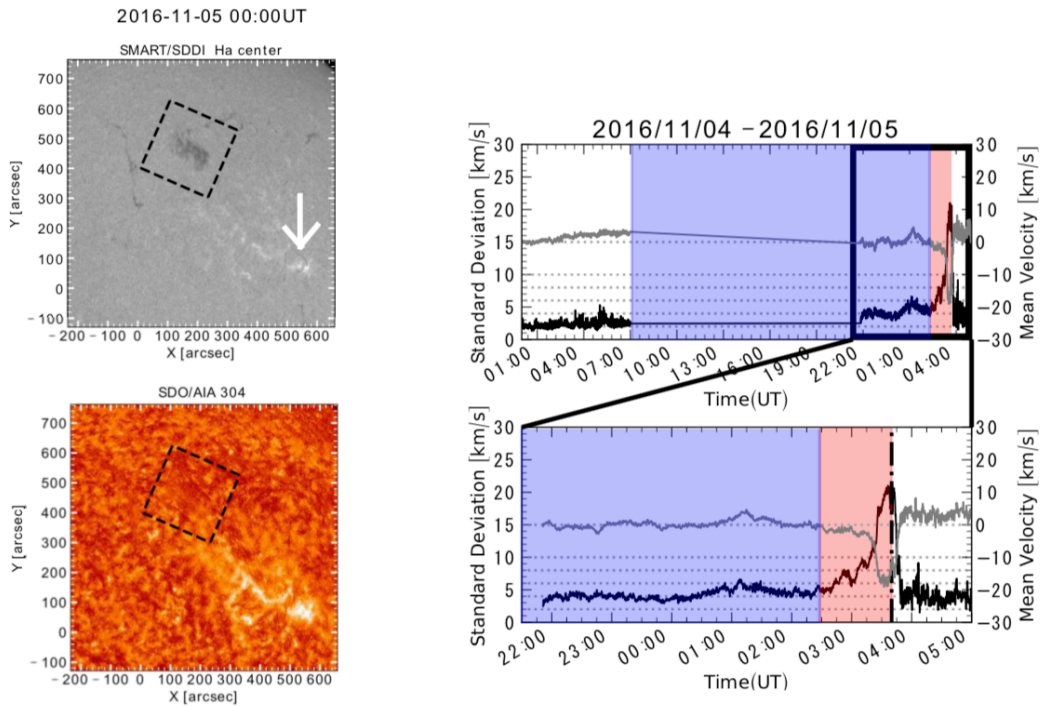 2016-11-05 00:00UT
SMART/SDDI Ha center
700
600
500
400
300
200
100
0
-100
Y [arcsec]
-200 -100 0 100 200 300 400 500 600
X [arcsec]
SDO/AIA 304
700
600
500
400
300
200
100
0
-100
Y [arcsec]
-200 -100 0 100 200 300 400 500 600
X [arcsec]
2016/11/04 -2016/11/05
Standard Deviation [km/s]
30
25
20
15
10
5
0
30
20
10
0
-10
-20
-30
Mean Velocity [km/s]
01:00 04:00 07:00 10:00 13:00 16:00 19:00 22:00 01:00 04:00
Time(UT)
Standard Deviation [km/s]
30
25
20
15
10
5
0
30
20
10
0
-10
-20
-30
Mean Velocity [km/s]
22:00 23:00 00:00 01:00 02:00 03:00 04:00 05:00
Time(UT)